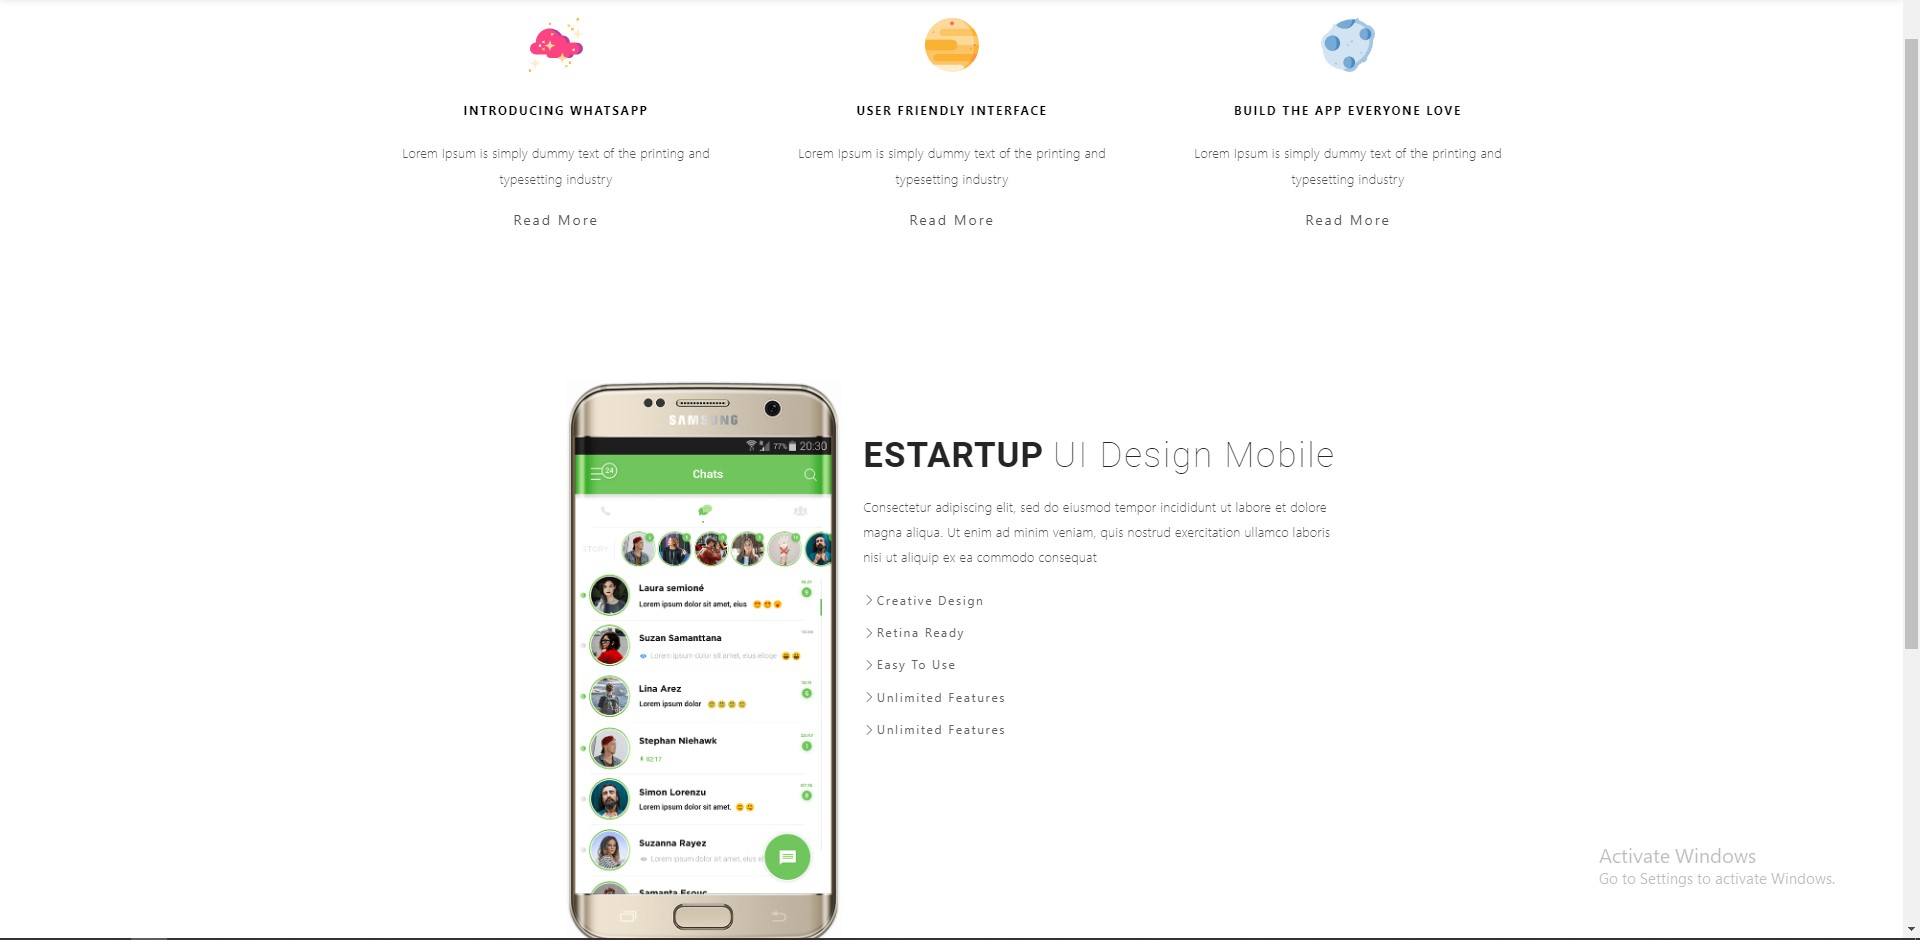 INTRODUCING WHATSAPP
Lorem Ipsum is simply dummy text of the printing and
typesetting industry
Read More
USER FRIENDLY INTERFACE
Lorem Ipsum is simply dummy text of the printing and
typesetting industry
Read More
BUILD THE APP EVERYONE LOVE
Lorem Ipsum is simply dummy text of the printing and
typesetting industry
Read More
SAMSUNG
77% 20:30
24
Chats
STORY
Laura semioné
Lorem ipsum dolor sit amet, eius
Suzan Samanttana
Lorem ipsum dolor sit amet, eius
Lina Arez
Lorem ipsum dolor
Stephan Niehawk
02:17
Simon Lorenzu
Lorem ipsum dolor sit amet.
Suzanna Rayez
Lorem ipsum dolor sit amet,
Samanta
ESTARTUP UI Design Mobile
Consectetur adipiscing elit, sed do eiusmod tempor incididunt ut labore et dolore
magna aliqua. Ut enim ad minim veniam, quis nostrud exercitation ullamco laboris
nisi ut aliquip ex ea commodo consequat
Creative Design
Retina Ready
Easy To Use
Unlimited Features
Unlimited Features
Activate Windows
Go to Settings to activate Windows.